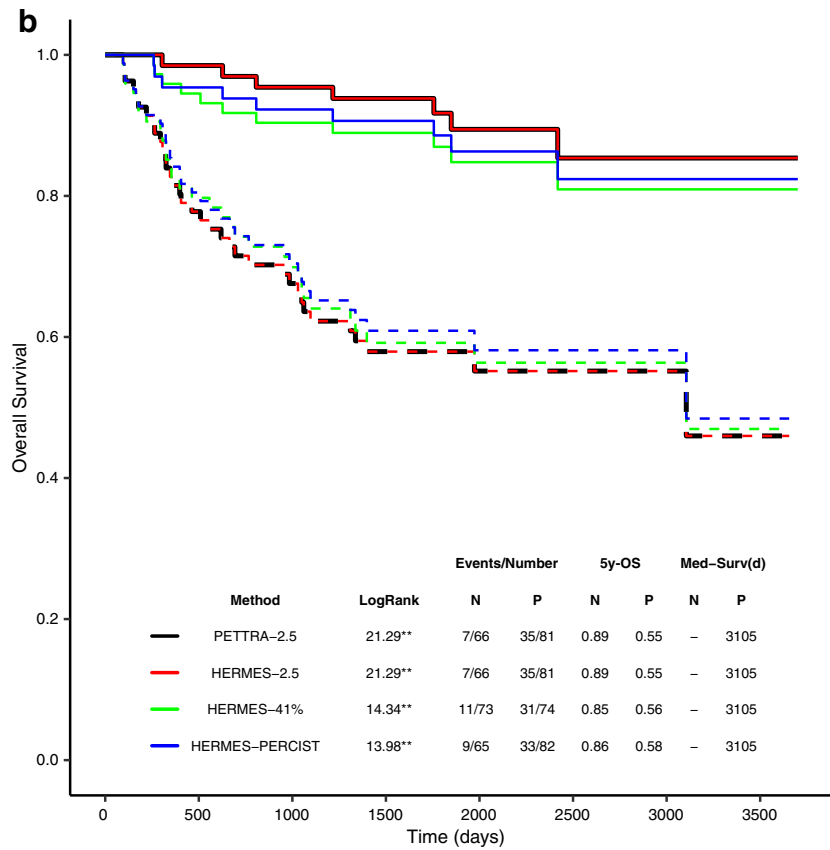 b
Overall Survival
1.0
0.8
0.6
0.4
0.2
0.0
Events/Number 5y-OS Med−Surv(d)
Method LogRank N P N P N P
PETTRA−2.5 21.29** 7/66 35/81 0.89 0.55 − 3105
HERMES−2.5 21.29** 7/66 35/81 0.89 0.55 − 3105
HERMES−41% 14.34** 11/73 31/74 0.85 0.56 − 3105
HERMES−PERCIST 13.98** 9/65 33/82 0.86 0.58 − 3105
0 500 1000 1500 2000 2500 3000 3500
Time (days)